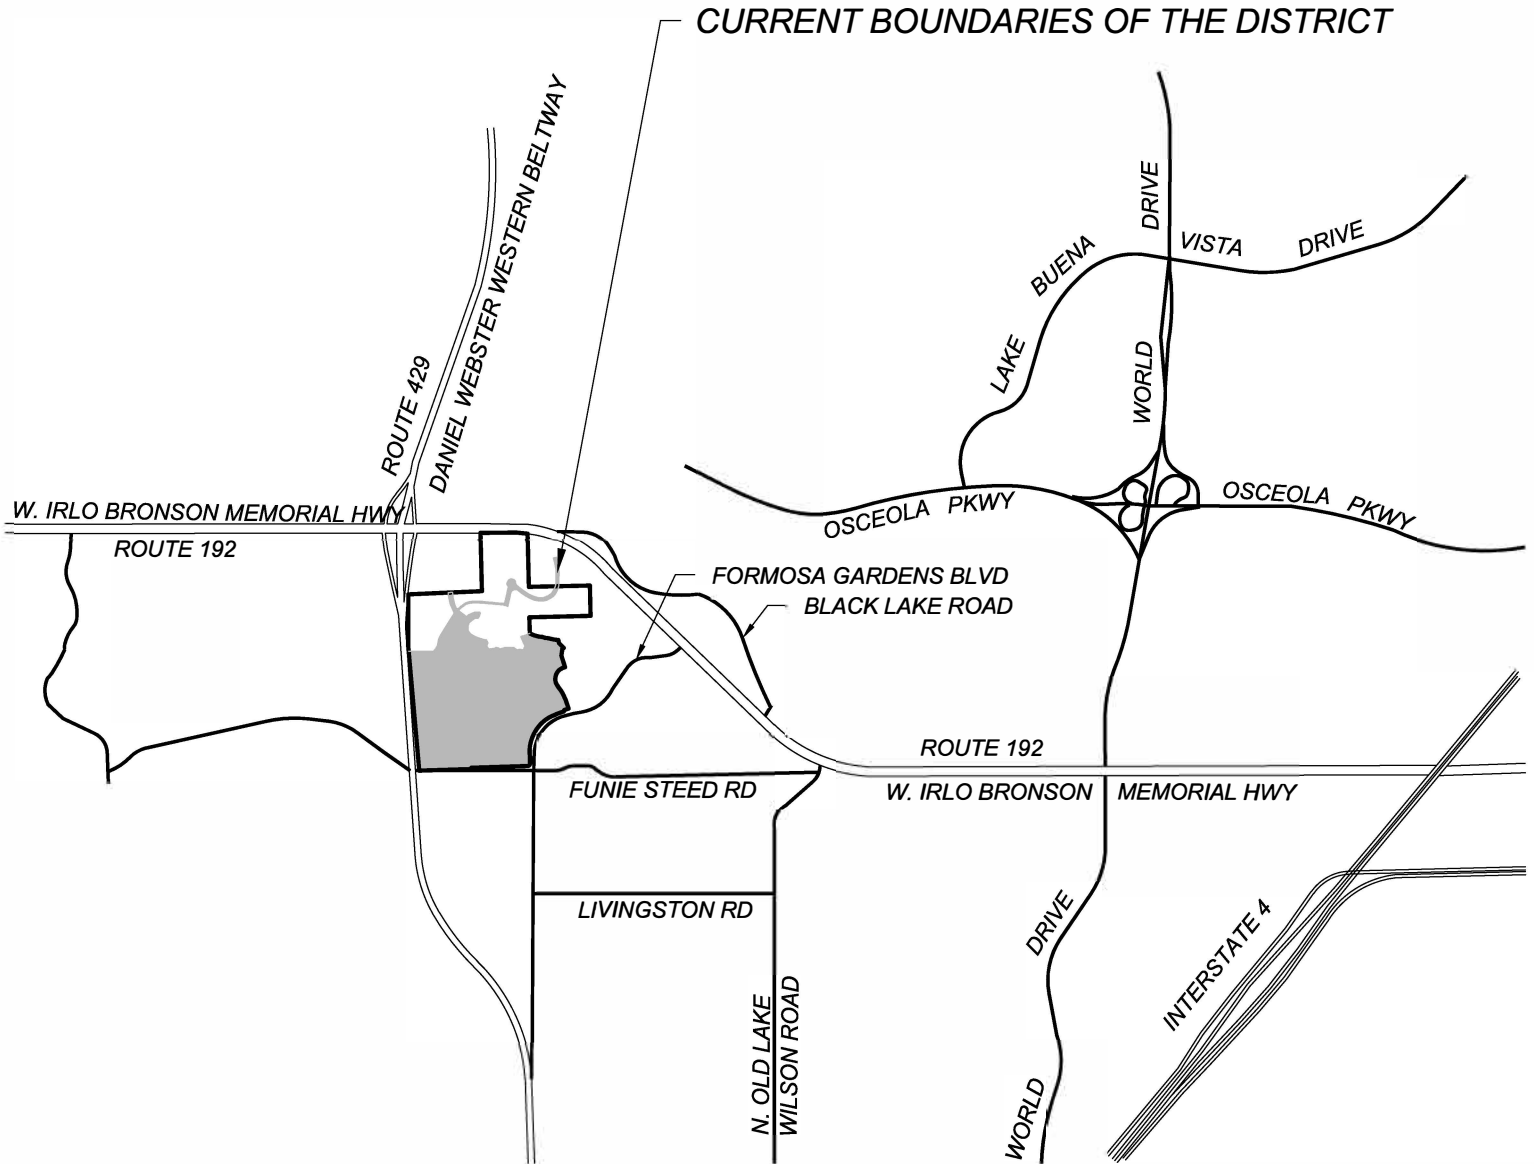 CURRENT BOUNDARIES OF THE DISTRICT
DANIEL WEBSTER WESTERN BELTWAY
ROUTE 429
W. IRLO BRONSON MEMORIAL HWY
ROUTE 192
DRIVE
WORLD
LAKE
BUENA
VISTA
DRIVE
OSCEOLA PKWY
OSCEOLA PKWY
FORMOSA GARDENS BLVD
BLACK LAKE ROAD
ROUTE 192
W. IRLO BRONSON MEMORIAL HWY
FUNIE STEED RD
LIVINGSTON RD
N. OLD LAKE
WILSON ROAD
DRIVE
WORLD
INTERSTATE 4